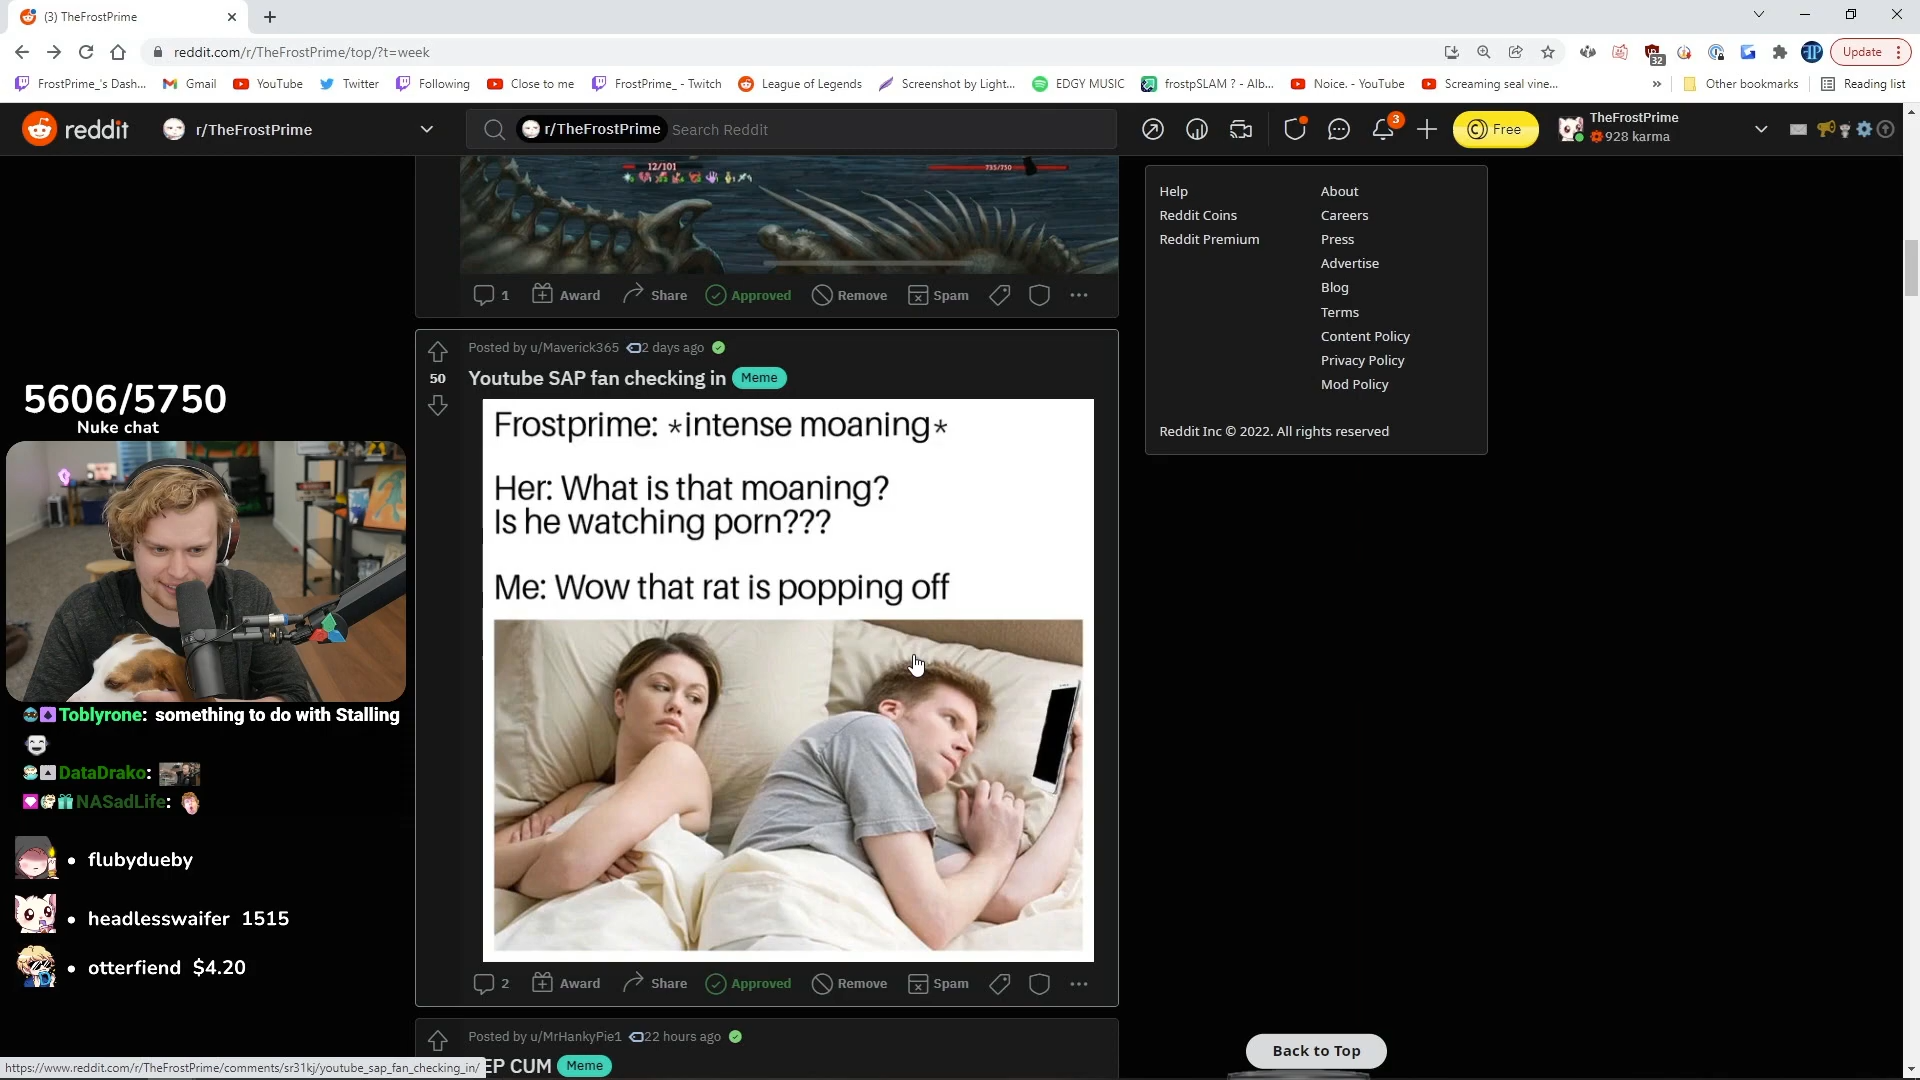 (3) TheFrostPrime
reddit.com/r/TheFrostPrime/top/?t=week
32
Update
FrostPrime_'s Dash...
Gmail
YouTube
Twitter
Following
Close to me
FrostPrime_ - Twitch
League of Legends
Screenshot by Light...
EDGY MUSIC
frostpSLAM ? - Alb...
Noice. - YouTube
Screaming seal vine...
Other bookmarks
Reading list
reddit
r/TheFrostPrime
r/TheFrostPrime
Search Reddit
3
Free
TheFrostPrime
928 karma
12/101
735/750
1
Award
Share
Approved
Remove
Spam
Help
Reddit Coins
Reddit Premium
About
Careers
Press
Advertise
Blog
Terms
Content Policy
Privacy Policy
Mod Policy
Reddit Inc © 2022. All rights reserved
5606/5750
Nuke chat
Toblyrone: something to do with Stalling
DataDrako:
NASadLife:
• flubydueby
• headlesswaifer 1515
• otterfiend $4.20
50
Posted by u/Maverick365
2 days ago
Youtube SAP fan checking in
Meme
Frostprime: *intense moaning*
Her: What is that moaning?
Is he watching porn???
Me: Wow that rat is popping off
2
Award
Share
Approved
Remove
Spam
Posted by u/MrHankyPie1
22 hours ago
EP CUM
Meme
Back to Top
https://www.reddit.com/r/TheFrostPrime/comments/sr31kj/youtube_sap_fan_checking_in/